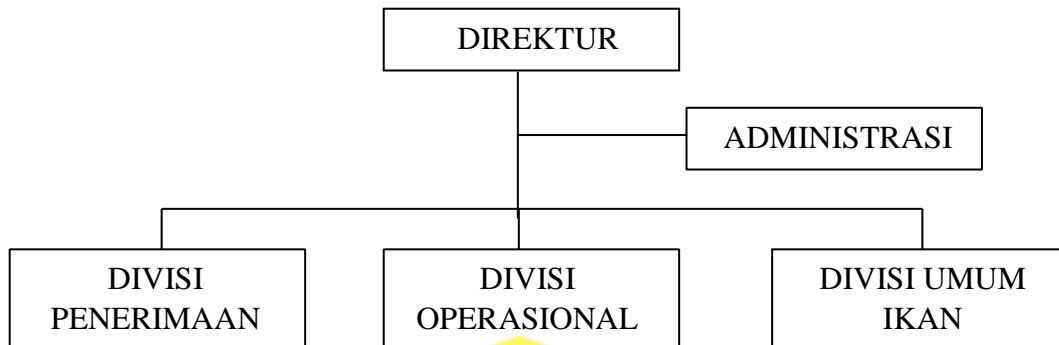 DIREKTUR
ADMINISTRASI
DIVISI
PENERIMAAN
DIVISI
OPERASIONAL
DIVISI UMUM
IKAN